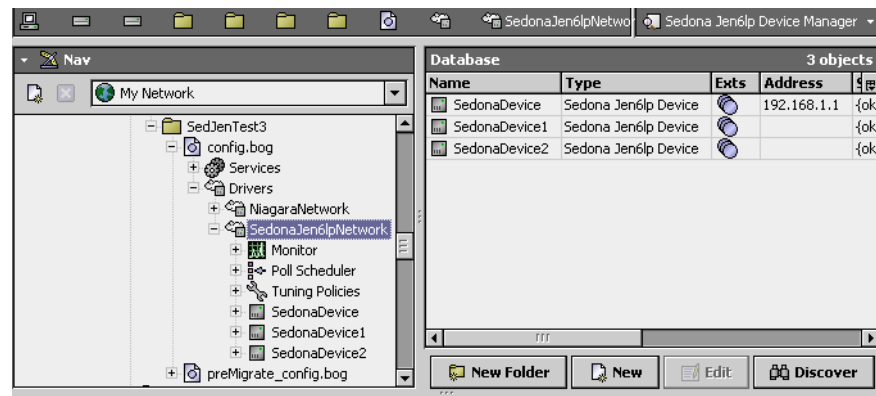 SedonaJen6lpNetwor Sedona Jen6lp Device Manager
Nav
My Network
SedJenTest3
config.bog
Services
Drivers
NiagaraNetwork
SedonaJen6lpNetwork
Monitor
Poll Scheduler
Tuning Policies
SedonaDevice
SedonaDevice1
SedonaDevice2
preMigrate_config.bog
Database 3 objects
Name Type Exts Address
SedonaDevice Sedona Jen6lp Device 192.168.1.1 {ok
SedonaDevice1 Sedona Jen6lp Device {ok
SedonaDevice2 Sedona Jen6lp Device {ok
New Folder New Edit Discover